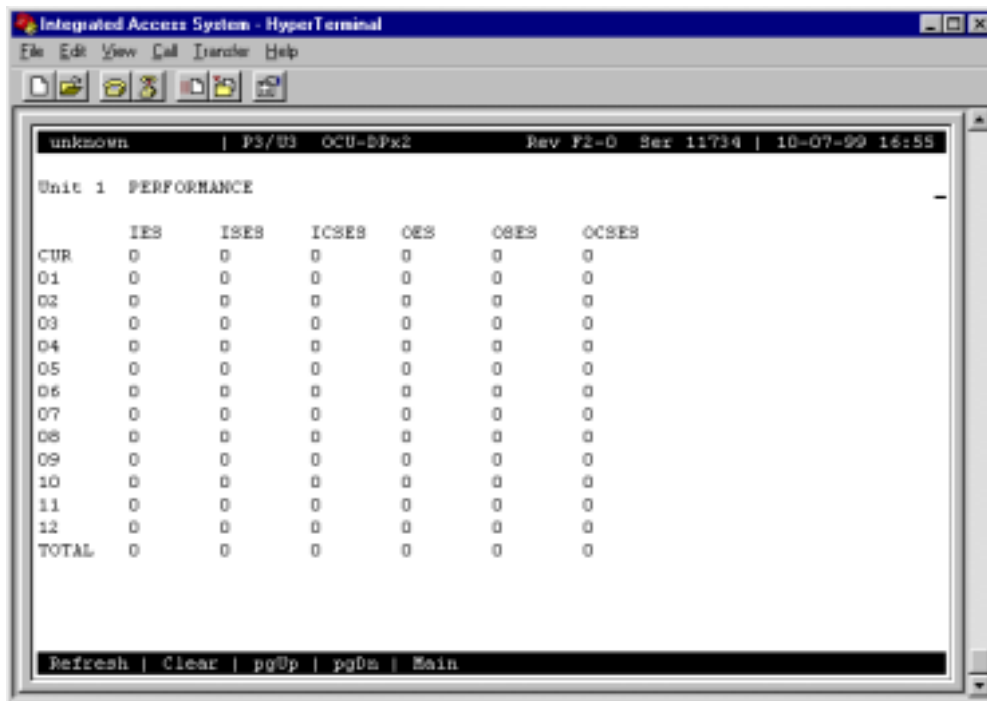 Integrated Access System - HyperTerminal
File Edit View Call Transfer Help
unknown | P3/U3 OCU-DPx2 Rev F2-0 Ser 11734 | 10-07-99 16:55
Unit 1 PERFORMANCE
IES ISES ICSES OES OSES OCSES
CUR 0 0 0 0 0 0
01 0 0 0 0 0 0
02 0 0 0 0 0 0
03 0 0 0 0 0 0
04 0 0 0 0 0 0
05 0 0 0 0 0 0
06 0 0 0 0 0 0
07 0 0 0 0 0 0
08 0 0 0 0 0 0
09 0 0 0 0 0 0
10 0 0 0 0 0 0
11 0 0 0 0 0 0
12 0 0 0 0 0 0
TOTAL 0 0 0 0 0 0
Refresh | Clear | pgUp | pgDn | Main